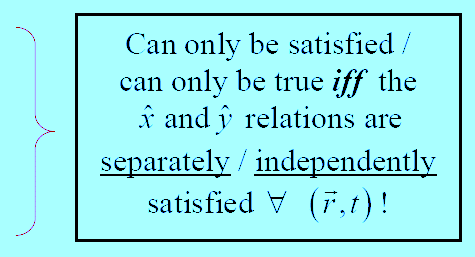 Can only be satisfied /
can only be true iff the
x̂ and ŷ relations are
separately / independently
satisfied ∀ (r⃗,t)!